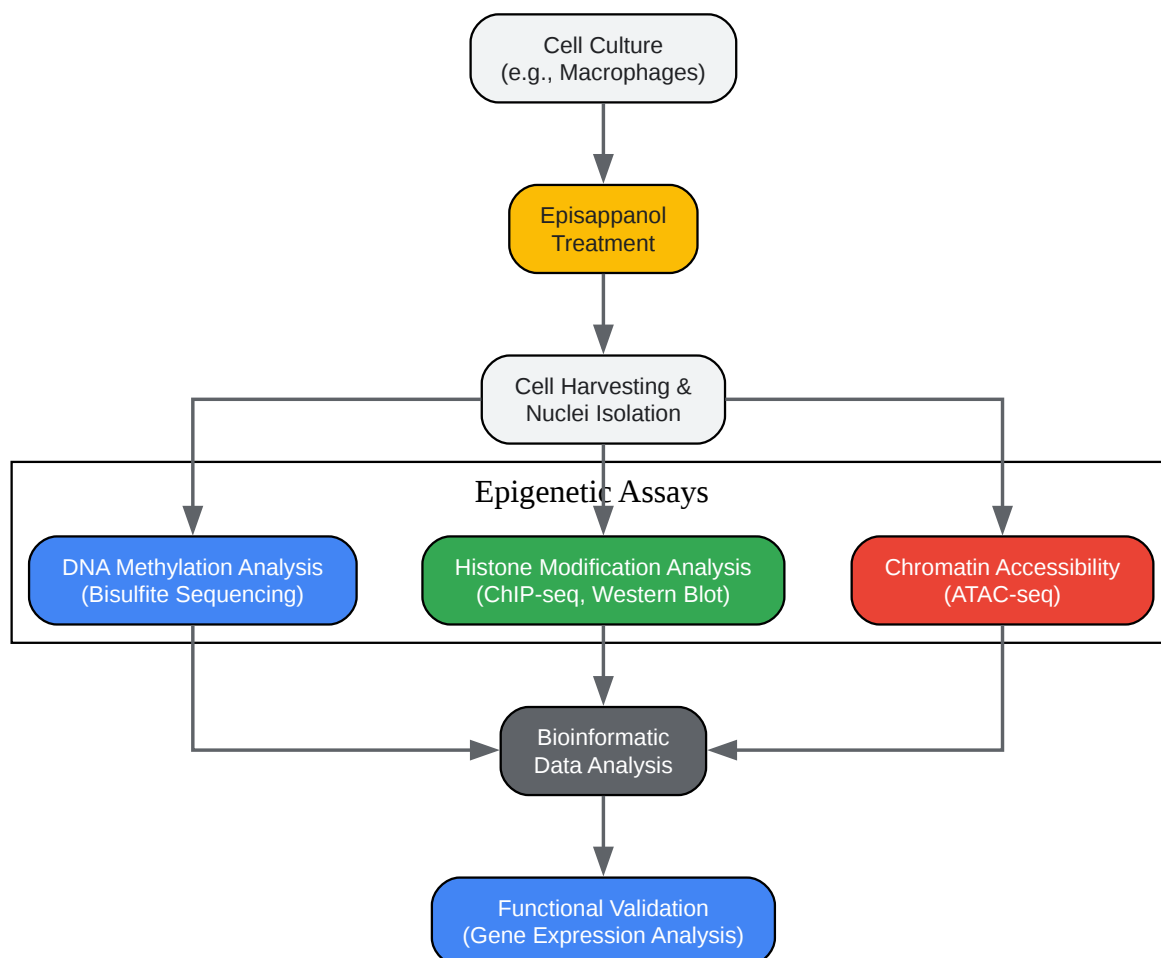 Cell Culture
(e.g., Macrophages)
Episappanol
Treatment
Cell Harvesting &
Nuclei Isolation
Epigenetic Assays
DNA Methylation Analysis
(Bisulfite Sequencing)
Histone Modification Analysis
(ChIP-seq, Western Blot)
Chromatin Accessibility
(ATAC-seq)
Bioinformatic
Data Analysis
Functional Validation
(Gene Expression Analysis)